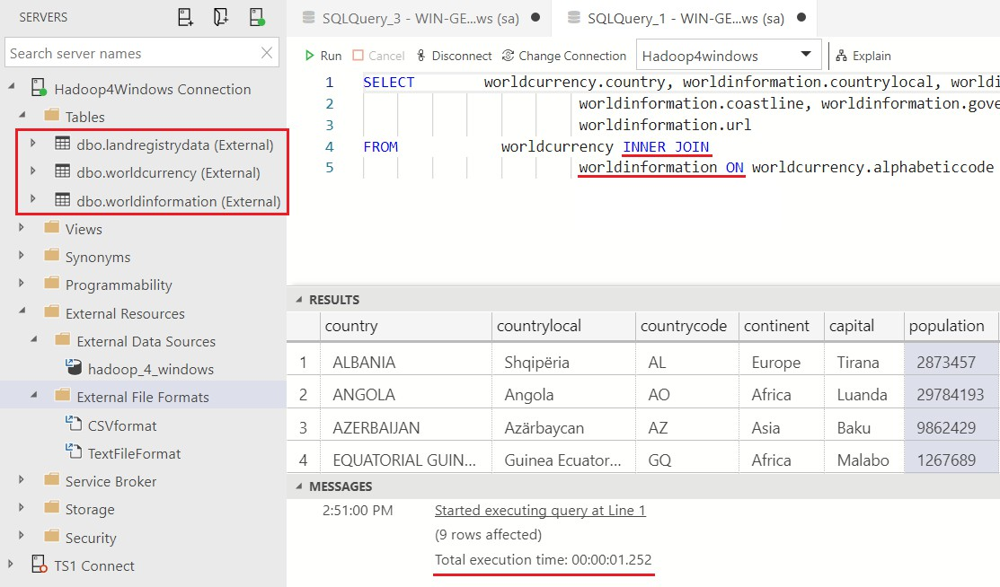 SERVERS
Search server names
Hadoop4Windows Connection
Tables
dbo.landregistrydata (External)
dbo.worldcurrency (External)
dbo.worldinformation (External)
Views
Synonyms
Programmability
External Resources
External Data Sources
hadoop_4_windows
External File Formats
CSVformat
TextFileFormat
Service Broker
Storage
Security
TS1 Connect
SQLQuery_3 - WIN-GE...ws (sa) SQLQuery_1 - WIN-GE...ws (sa)
Run Cancel Disconnect Change Connection Hadoop4windows Explain
1 SELECT worldcurrency.country, worldinformation.countrylocal, worldi
2 worldinformation.coastline, worldinformation.gove
3 worldinformation.url
4 FROM worldcurrency INNER JOIN
5 worldinformation ON worldcurrency.alphabeticcode
RESULTS
country countrylocal countrycode continent capital population
1 ALBANIA Shqipëria AL Europe Tirana 2873457
2 ANGOLA Angola AO Africa Luanda 29784193
3 AZERBAIJAN Azärbaycan AZ Asia Baku 9862429
4 EQUATORIAL GUIN... Guinea Ecuator... GQ Africa Malabo 1267689
MESSAGES
2:51:00 PM Started executing query at Line 1
(9 rows affected)
Total execution time: 00:00:01.252